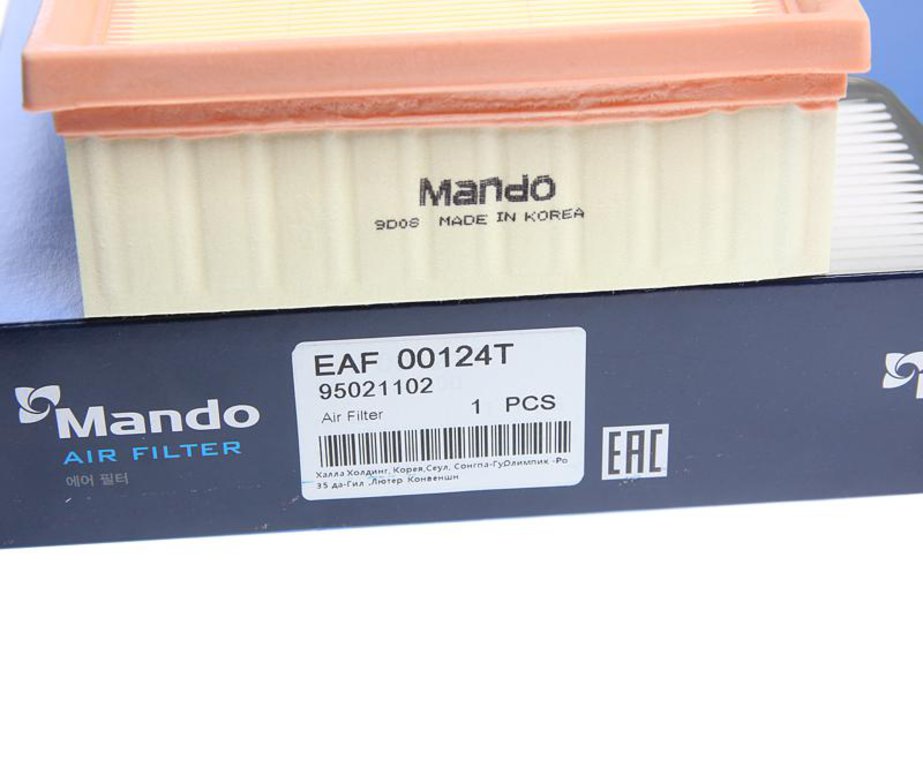 Mando
9D08 MADE IN KOREA
EAF 00124T
95021102
Air Filter 1 PCS
Халла Холдинг, Корея,Сеул, Сонгпа-ГуОлимпик -Ро
35 да-Гил ,Лютер Конвеншн
Mando
AIR FILTER
에어 필터
EAC